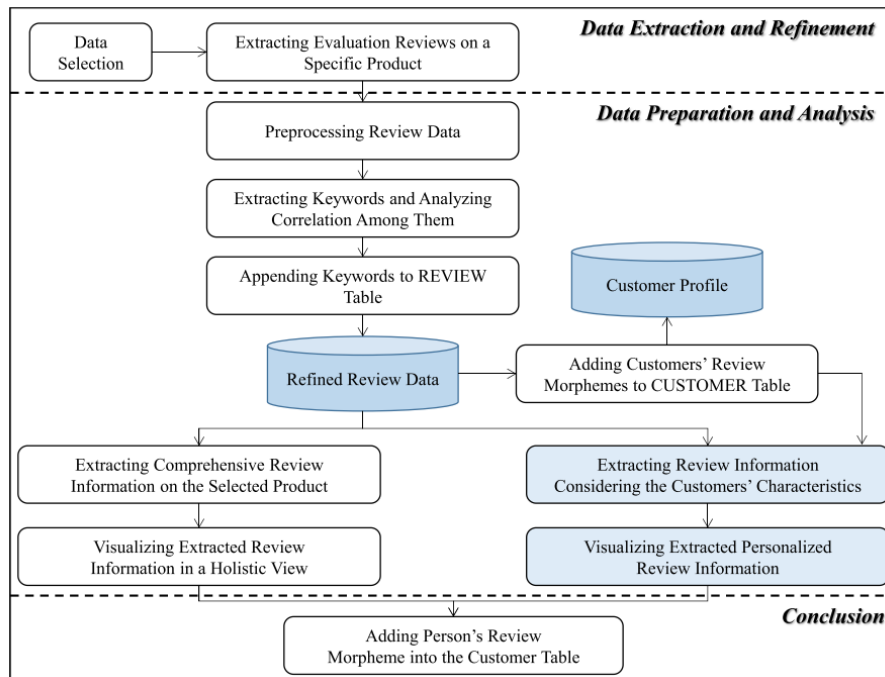 Data Extraction and Refinement
Data
Selection
Extracting Evaluation Reviews on a
Specific Product
Data Preparation and Analysis
Preprocessing Review Data
Extracting Keywords and Analyzing
Correlation Among Them
Appending Keywords to REVIEW
Table
Customer Profile
Refined Review Data
Adding Customers' Review
Morphemes to CUSTOMER Table
Extracting Comprehensive Review
Information on the Selected Product
Extracting Review Information
Considering the Customers' Characteristics
Visualizing Extracted Review
Information in a Holistic View
Visualizing Extracted Personalized
Review Information
Conclusion
Adding Person's Review
Morpheme into the Customer Table